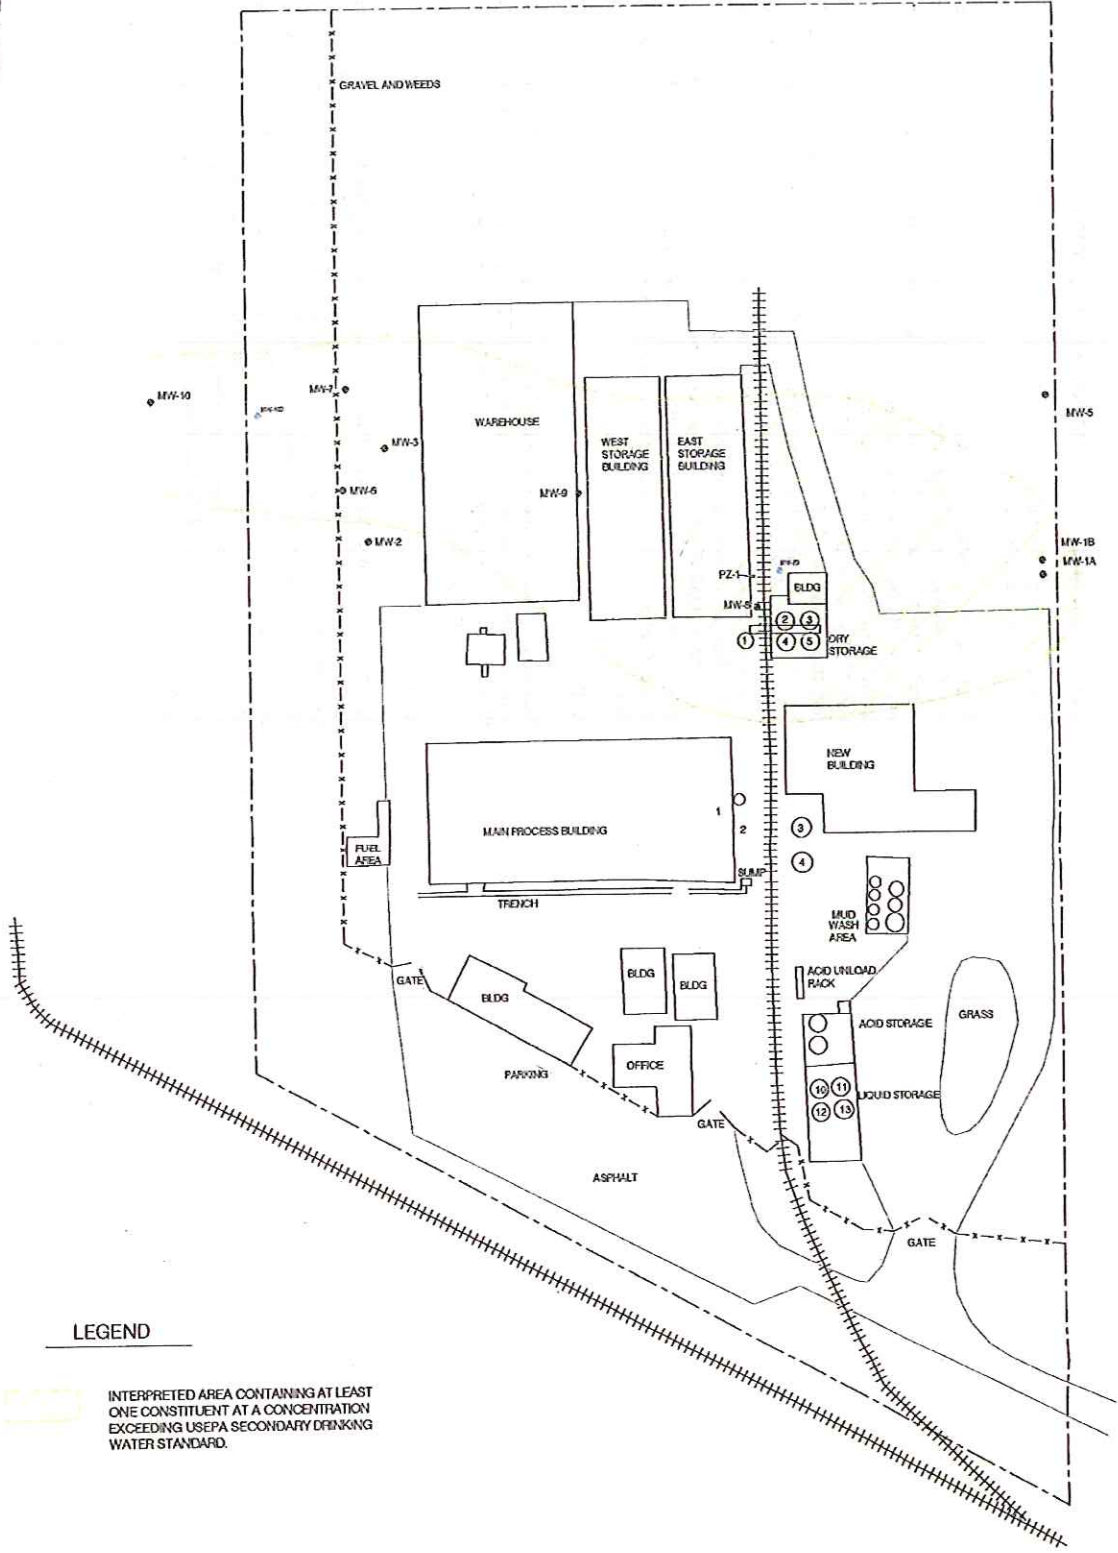 GRAVEL AND WEEDS
MW-10
MW-7
MW-5
MW-3
WAREHOUSE
WEST
STORAGE
BUILDING
EAST
STORAGE
BUILDING
MW-6
MW-9
MW-2
MW-1B
MW-1A
PZ-1
BLDG
MW-8
2
3
1
4
5
DRY
STORAGE
NEW
BUILDING
1
MAIN PROCESS BUILDING
2
3
FUEL
AREA
4
SUMP
TRENCH
MUD
WASH
AREA
GATE
BLDG
BLDG
BLDG
ACID UNLOAD
RACK
ACID STORAGE
GRASS
OFFICE
PARKING
10
11
12
13
LIQUID STORAGE
GATE
ASPHALT
GATE
LEGEND
INTERPRETED AREA CONTAINING AT LEAST
ONE CONSTITUENT AT A CONCENTRATION
EXCEEDING USEPA SECONDARY DRINKING
WATER STANDARD.